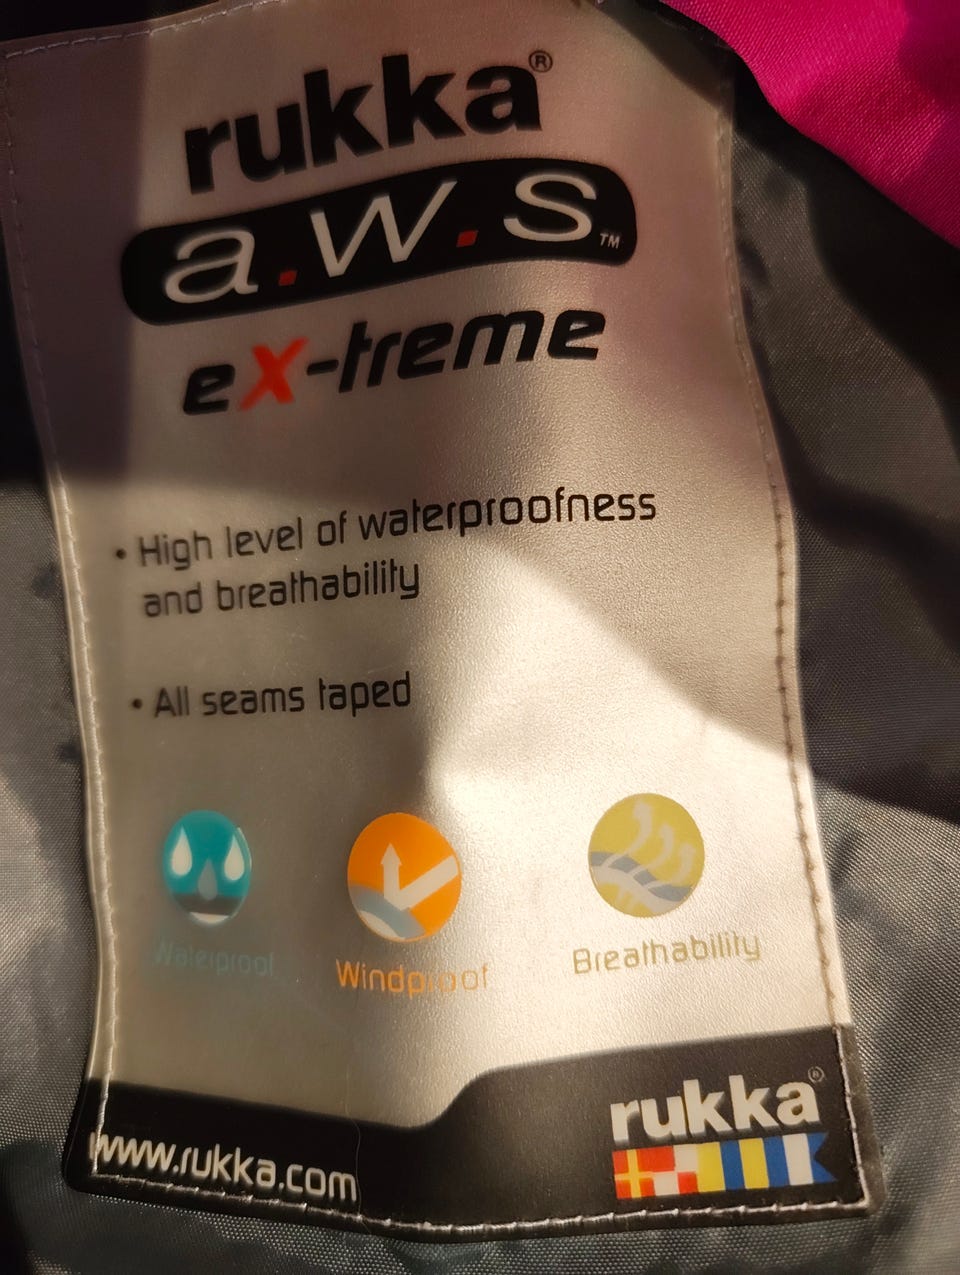 rukka®
a.w.s.™
eX-treme
• High level of waterproofness
and breathability
• All seams taped
Waterproof Windproof Breathability
rukka®
www.rukka.com